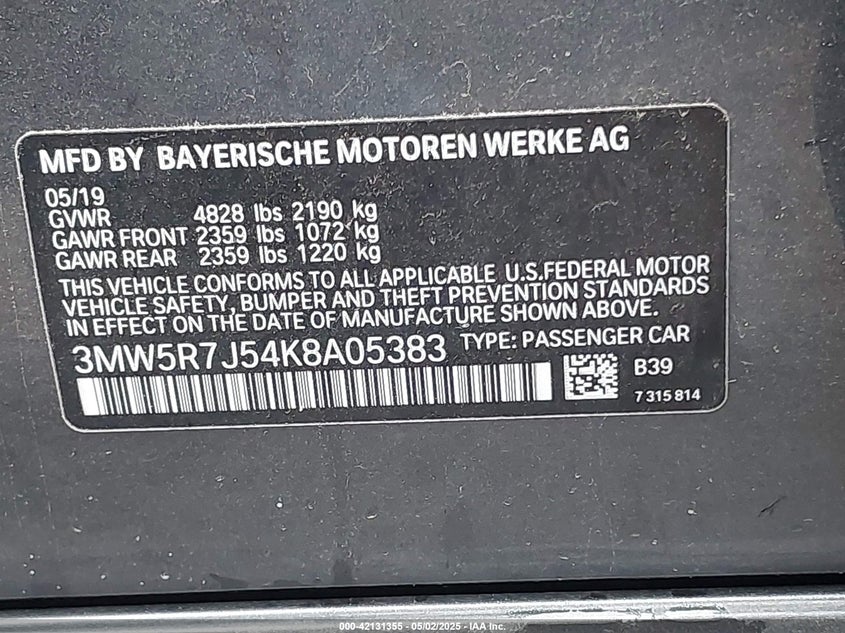 MFD BY BAYERISCHE MOTOREN WERKE AG
05/19
GVWR 4828 lbs 2190 kg
GAWR FRONT 2359 lbs 1072 kg
GAWR REAR 2359 lbs 1220 kg
THIS VEHICLE CONFORMS TO ALL APPLICABLE U.S.FEDERAL MOTOR
VEHICLE SAFETY, BUMPER AND THEFT PREVENTION STANDARDS
IN EFFECT ON THE DATE OF MANUFACTURE SHOWN ABOVE.
3MW5R7J54K8A05383 TYPE: PASSENGER CAR
B39
7 315 814
000-42131355 - 05/02/2025 - IAA Inc.